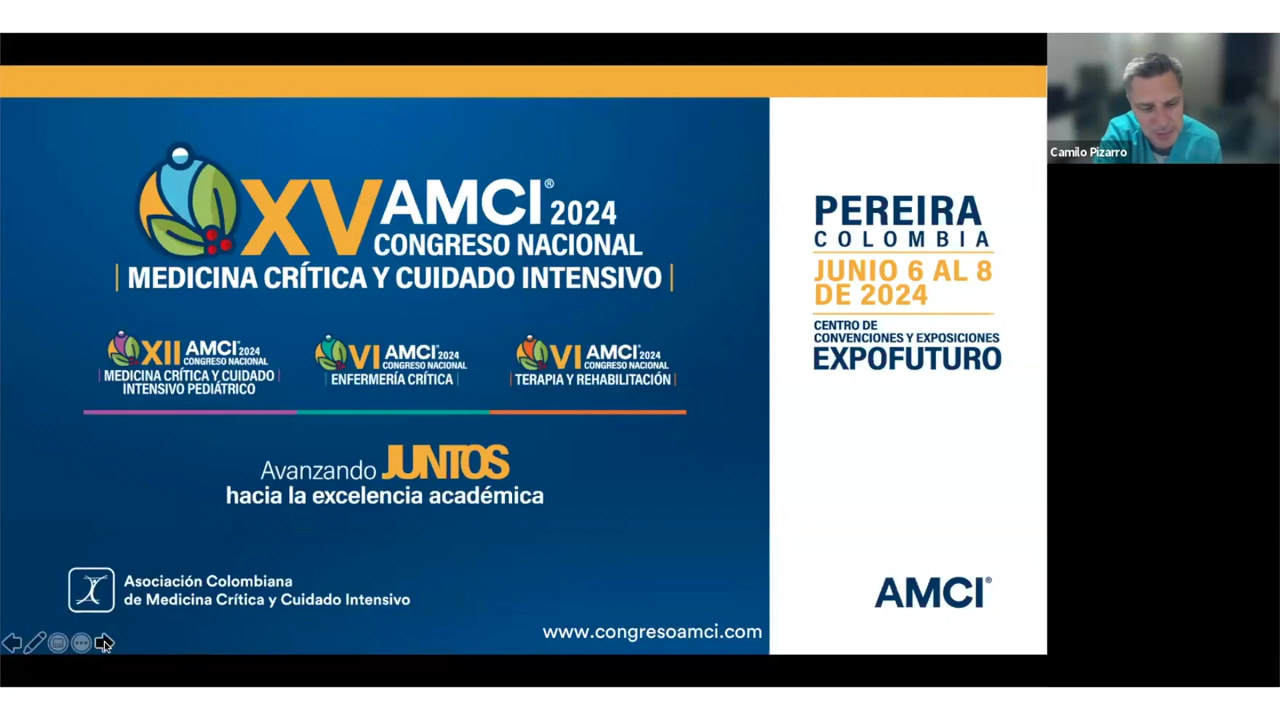 XV AMCI® 2024
CONGRESO NACIONAL
MEDICINA CRÍTICA Y CUIDADO INTENSIVO
XII AMCI® 2024
CONGRESO NACIONAL
MEDICINA CRÍTICA Y CUIDADO
INTENSIVO PEDIÁTRICO
VI AMCI® 2024
CONGRESO NACIONAL
ENFERMERÍA CRÍTICA
VI AMCI® 2024
CONGRESO NACIONAL
TERAPIA Y REHABILITACIÓN
Avanzando JUNTOS
hacia la excelencia académica
Asociación Colombiana
de Medicina Crítica y Cuidado Intensivo
www.congresoamci.com
PEREIRA
COLOMBIA
JUNIO 6 AL 8
DE 2024
CENTRO DE
CONVENCIONES Y EXPOSICIONES
EXPOFUTURO
AMCI®
Camilo Pizarro